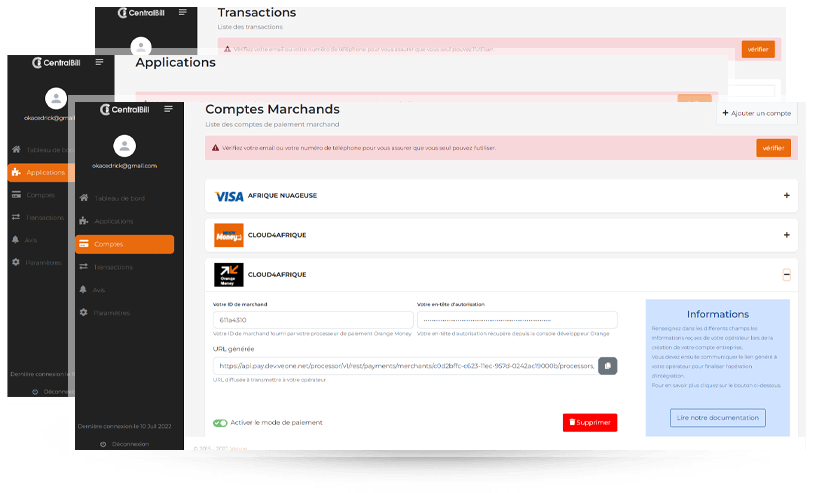 CentralBill
Transactions
Liste des transactions
Vérifiez votre email ou votre numéro de téléphone pour vous assurer que vous seul pouvez l'utiliser.
vérifier
CentralBill
Applications
okacedrick@gmail
Tableau de bord
Applications
Comptes
Transactions
Avis
Paramètres
Dernière connexion le 10
Déconnexion
CentralBill
okacedrick@gmail.com
Tableau de bord
Applications
Comptes
Transactions
Avis
Paramètres
Dernière connexion le 10 Juil 2022
Déconnexion
Comptes Marchands
Liste des comptes de paiement marchand
+ Ajouter un compte
Vérifiez votre email ou votre numéro de téléphone pour vous assurer que vous seul pouvez l'utiliser.
vérifier
VISA AFRIQUE NUAGEUSE +
Money CLOUD4AFRIQUE +
Orange Money CLOUD4AFRIQUE −
Votre ID de marchand
611a4310
Votre ID de marchand fourni par votre processeur de paiement Orange Money
Votre en-tête d'autorisation
Votre en-tête d'autorisation récupéré depuis la console développeur Orange
URL générée
https://api.pay.devveone.net/processor/v1/rest/payments/merchants/c0d2bffc-c623-11ec-957d-0242ac19000b/processors,
URL diffusée à transmettre à votre opérateur
Activer le mode de paiement
Supprimer
Informations
Renseignez dans les différents champs les
informations reçues de votre opérateur lors de la
création de votre compte entreprise.
Vous devez ensuite communiquer le lien généré à
votre opérateur pour finaliser l'opération
d'intégration.
Pour en savoir plus cliquez sur le bouton ci-dessous.
Lire notre documentation